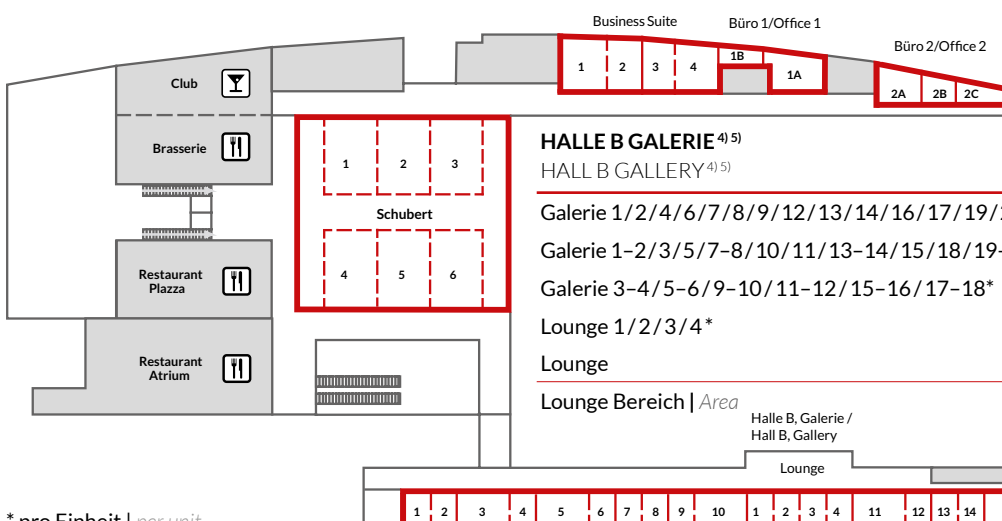 Business Suite
Büro 1/Office 1
Büro 2/Office 2
1 2 3 4 1B 1A
2A 2B 2C
Club
Brasserie
1 2 3
Schubert
4 5 6
Restaurant
Plazza
Restaurant
Atrium
HALLE B GALERIE 4) 5)
HALL B GALLERY 4) 5)
Galerie 1/2/4/6/7/8/9/12/13/14/16/17/19/
Galerie 1–2/3/5/7–8/10/11/13–14/15/18/19–
Galerie 3–4/5–6/9–10/11–12/15–16/17–18*
Lounge 1/2/3/4*
Lounge
Lounge Bereich | Area
Halle B, Galerie /
Hall B, Gallery
Lounge
1 2 3 4 5 6 7 8 9 10 1 2 3 4 11 12 13 14
* pro Einheit | per unit